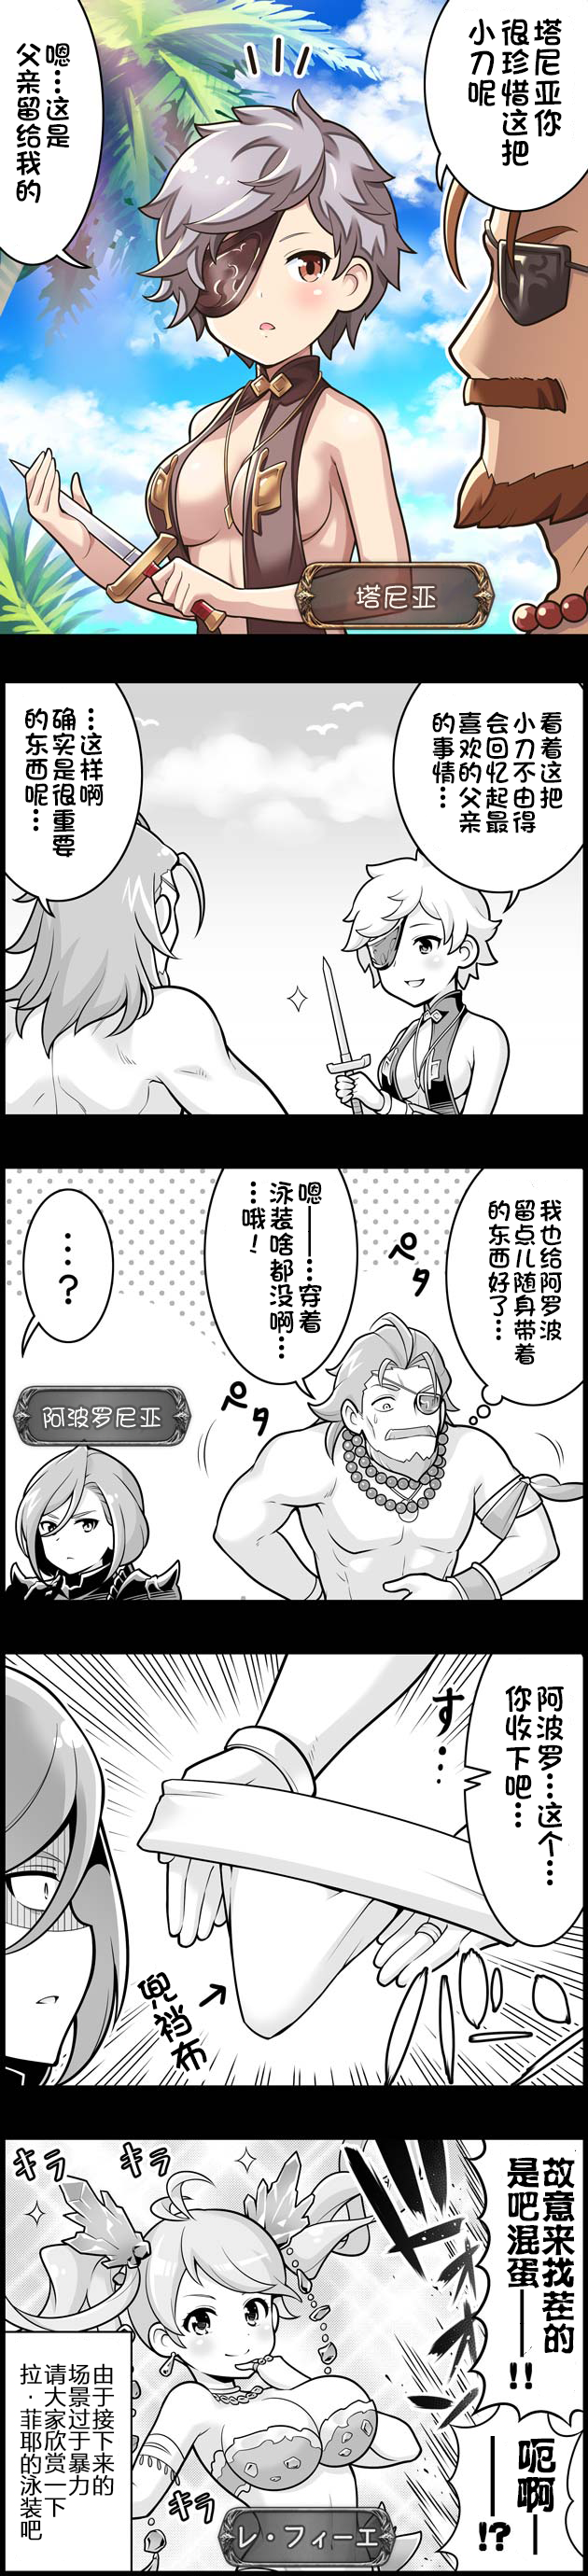 塔尼亚你
很珍惜这把
小刀呢
嗯…这是
父亲留给我的
塔尼亚
看着这把
小刀不由得
会回忆起最
喜欢的父亲
的事情…
…这样啊
确实是很重要
的东西呢…
我也给阿罗波
留点儿随身带着
的东西好了…
ペタ
嗯——…穿着
泳装啥都没啊…
…哦！
ペタ
…？
阿波罗尼亚
阿波罗…这个…
你收下吧…
す…
兜裆布
→
故意来找茬的
是吧混蛋——!!
呃啊——!?
キラ
キラ
キラ
由于接下来的
场景过于暴力
请大家欣赏一下
拉·菲耶的泳装吧
レ・フィーエ